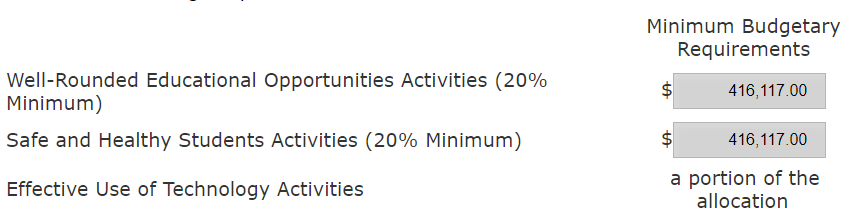 Minimum Budgetary
Requirements
Well-Rounded Educational Opportunities Activities (20%
Minimum)
$ 416,117.00
Safe and Healthy Students Activities (20% Minimum)
$ 416,117.00
Effective Use of Technology Activities
a portion of the
allocation